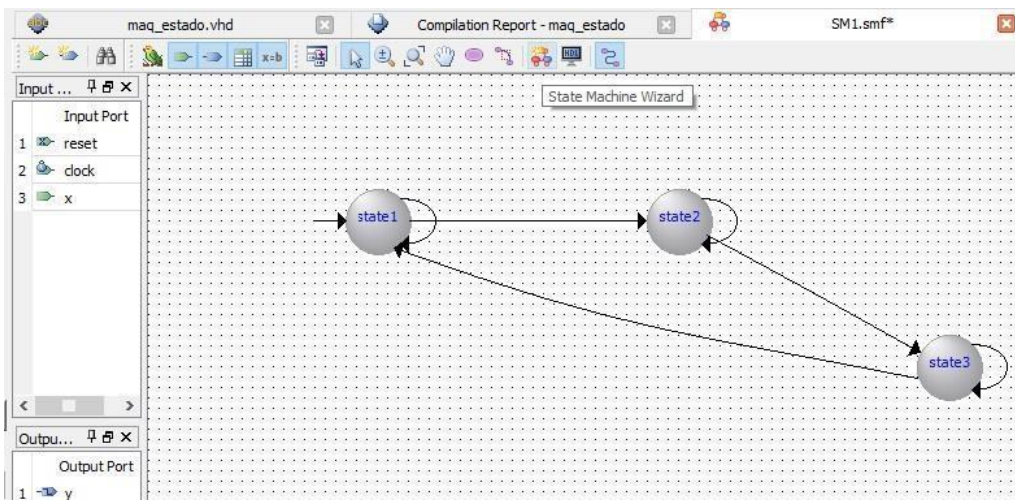 maq_estado.vhd
Compilation Report - maq_estado
SM1.smf*
x=b
HDL
Input ...
State Machine Wizard
Input Port
1 reset
2 clock
3 x
state1
state2
state3
Outpu...
Output Port
1 y